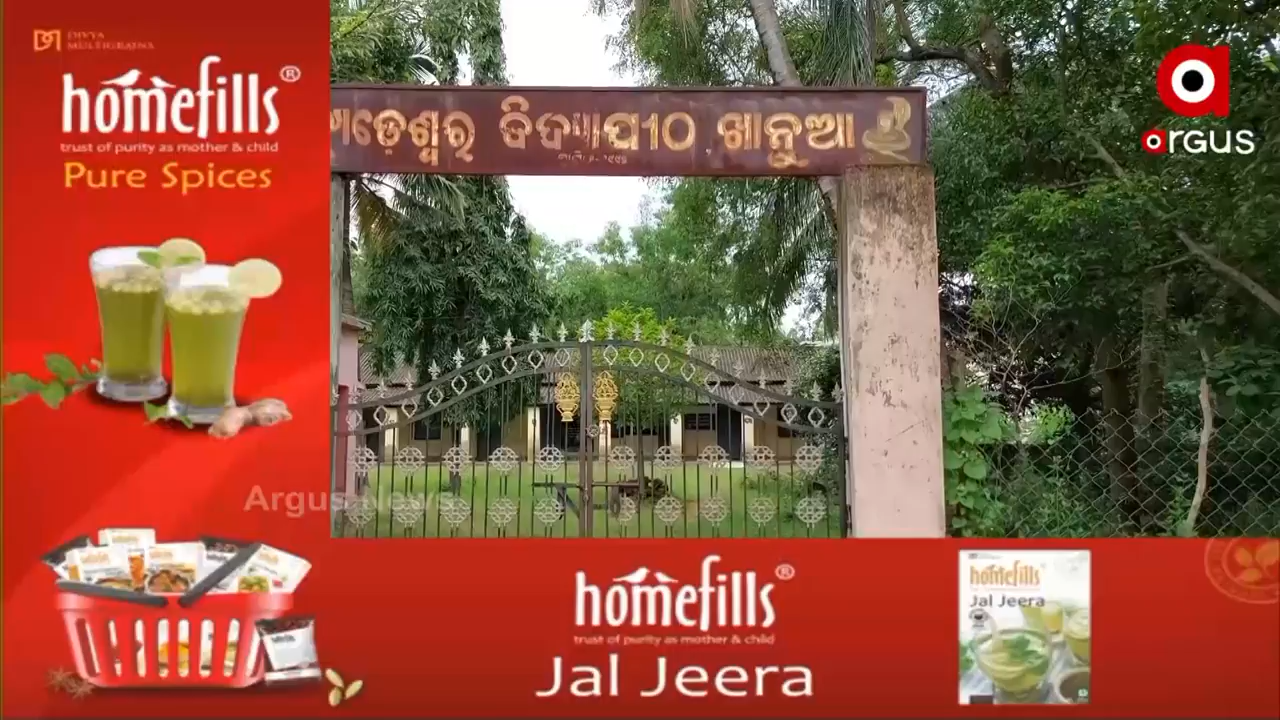 DIVYA
MULTIGRAINS
homefills®
trust of purity as mother & child
Pure Spices
ବିଦ୍ୟାପୀଠ ଖାନୁଆ
argus
Argus News
homefills®
trust of purity as mother & child
Jal Jeera
homefills
Jal Jeera